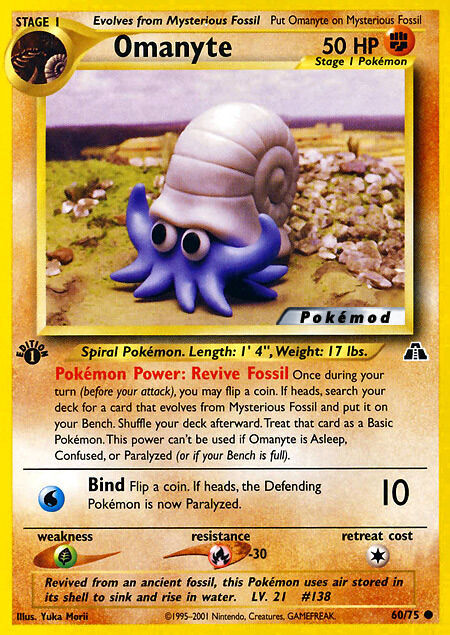 STAGE 1 Evolves from Mysterious Fossil Put Omanyte on Mysterious Fossil
Omanyte 50 HP
Stage 1 Pokémon
Pokémod
EDITION 1
Spiral Pokémon. Length: 1' 4", Weight: 17 lbs.
Pokémon Power: Revive Fossil Once during your
turn (before your attack), you may flip a coin. If heads, search your
deck for a card that evolves from Mysterious Fossil and put it on
your Bench. Shuffle your deck afterward. Treat that card as a Basic
Pokémon. This power can't be used if Omanyte is Asleep,
Confused, or Paralyzed (or if your Bench is full).
Bind Flip a coin. If heads, the Defending
Pokémon is now Paralyzed.
10
weakness resistance retreat cost
-30
Revived from an ancient fossil, this Pokémon uses air stored in
its shell to sink and rise in water. LV. 21 #138
Illus. Yuka Morii ©1995-2001 Nintendo, Creatures, GAMEFREAK. 60/75